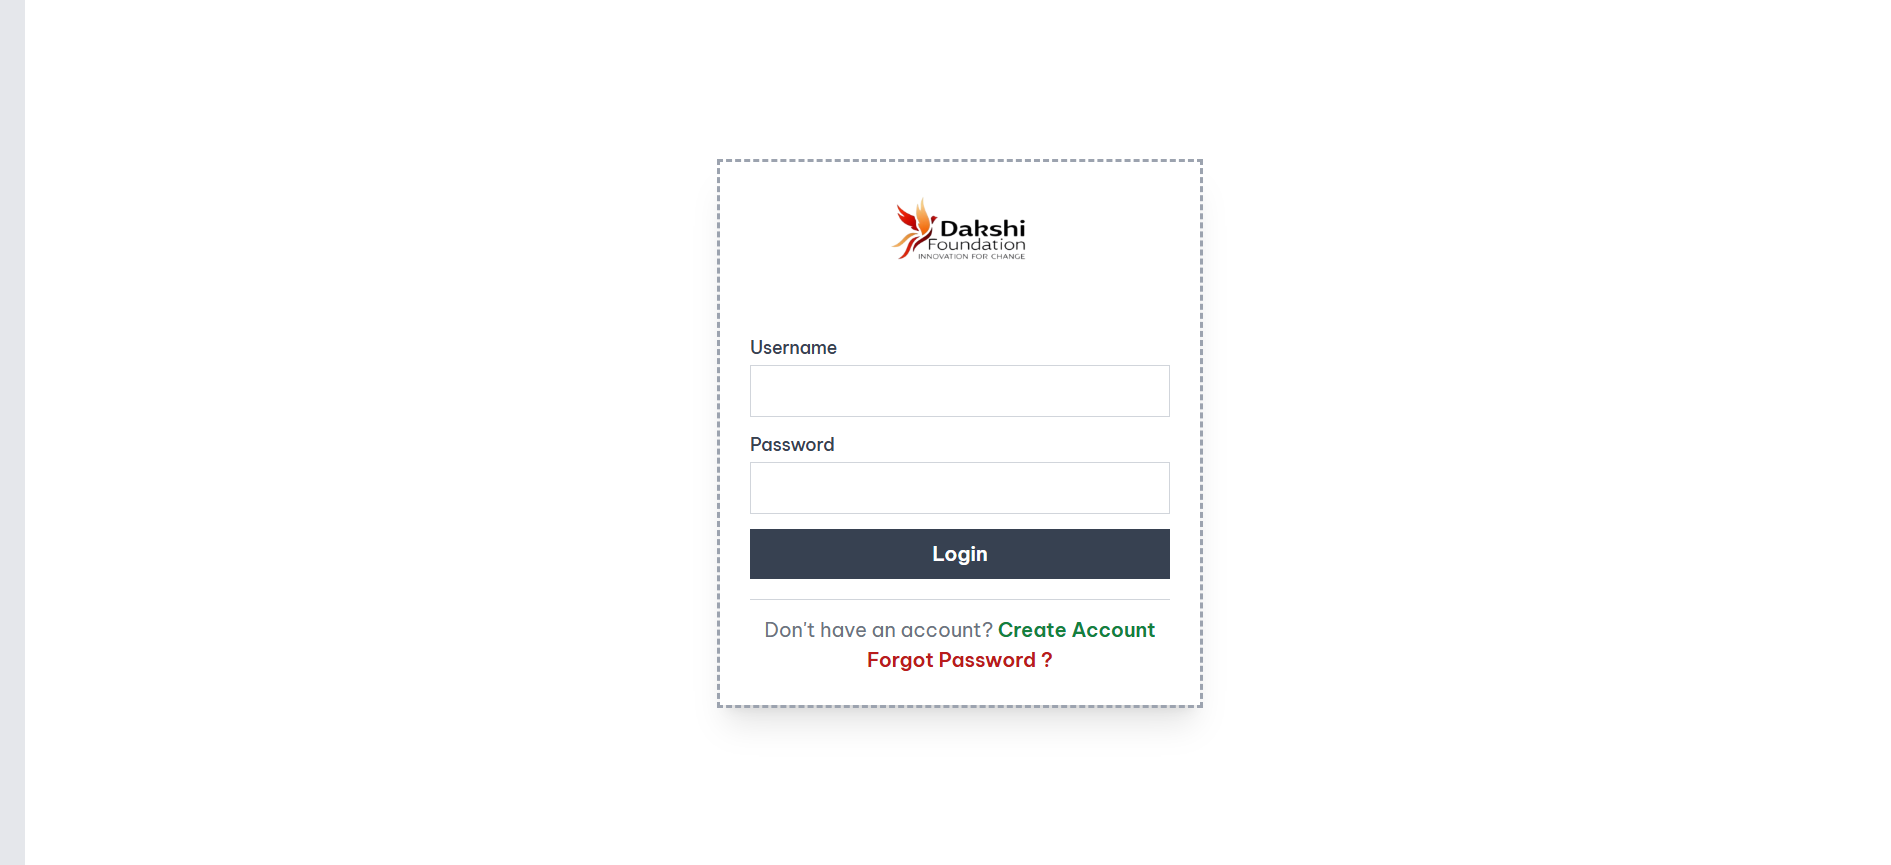 Dakshi
Foundation
INNOVATION FOR CHANGE
Username
Password
Login
Don't have an account? Create Account
Forgot Password ?